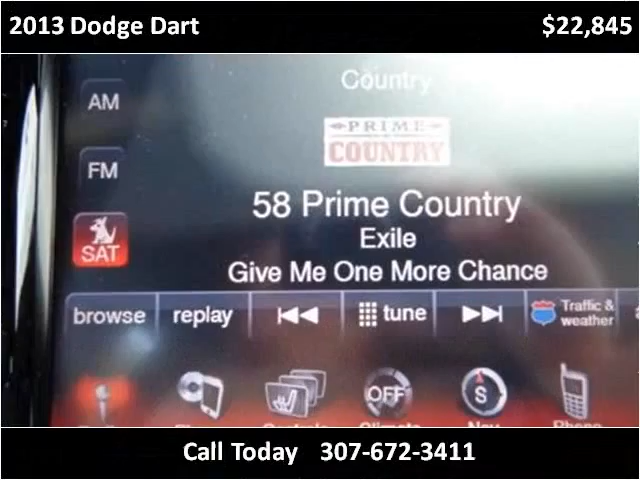 2013 Dodge Dart $22,845
Country
AM
PRIME
COUNTRY
FM
58 Prime Country
Exile
SAT
Give Me One More Chance
browse replay tune Traffic & weather
OFF S
Call Today 307-672-3411